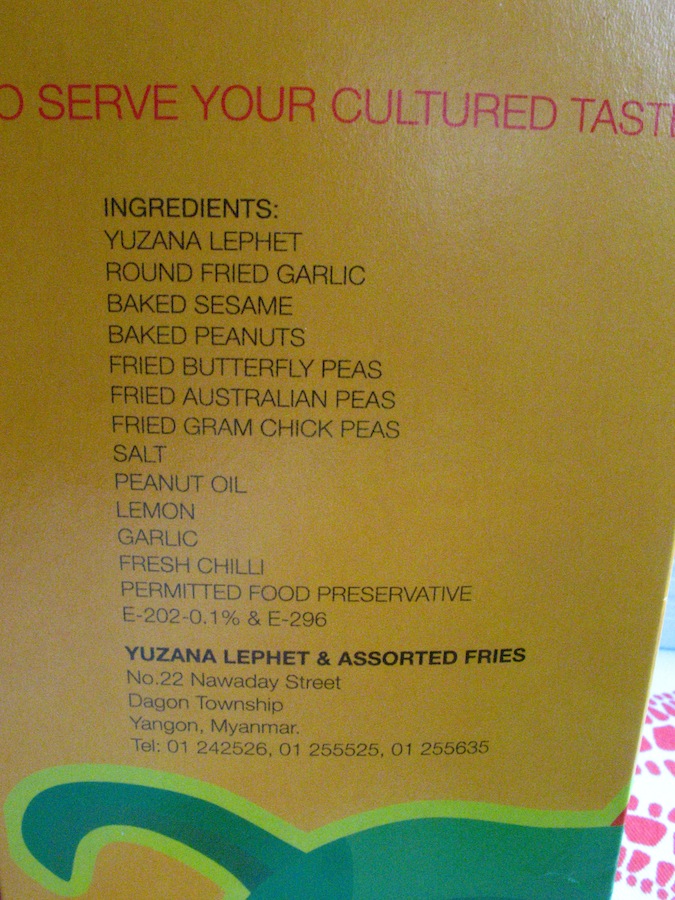 O SERVE YOUR CULTURED TASTE
INGREDIENTS:
YUZANA LEPHET
ROUND FRIED GARLIC
BAKED SESAME
BAKED PEANUTS
FRIED BUTTERFLY PEAS
FRIED AUSTRALIAN PEAS
FRIED GRAM CHICK PEAS
SALT
PEANUT OIL
LEMON
GARLIC
FRESH CHILLI
PERMITTED FOOD PRESERVATIVE
E-202-0.1% & E-296
YUZANA LEPHET & ASSORTED FRIES
No.22 Nawaday Street
Dagon Township
Yangon, Myanmar.
Tel: 01 242526, 01 255525, 01 255635